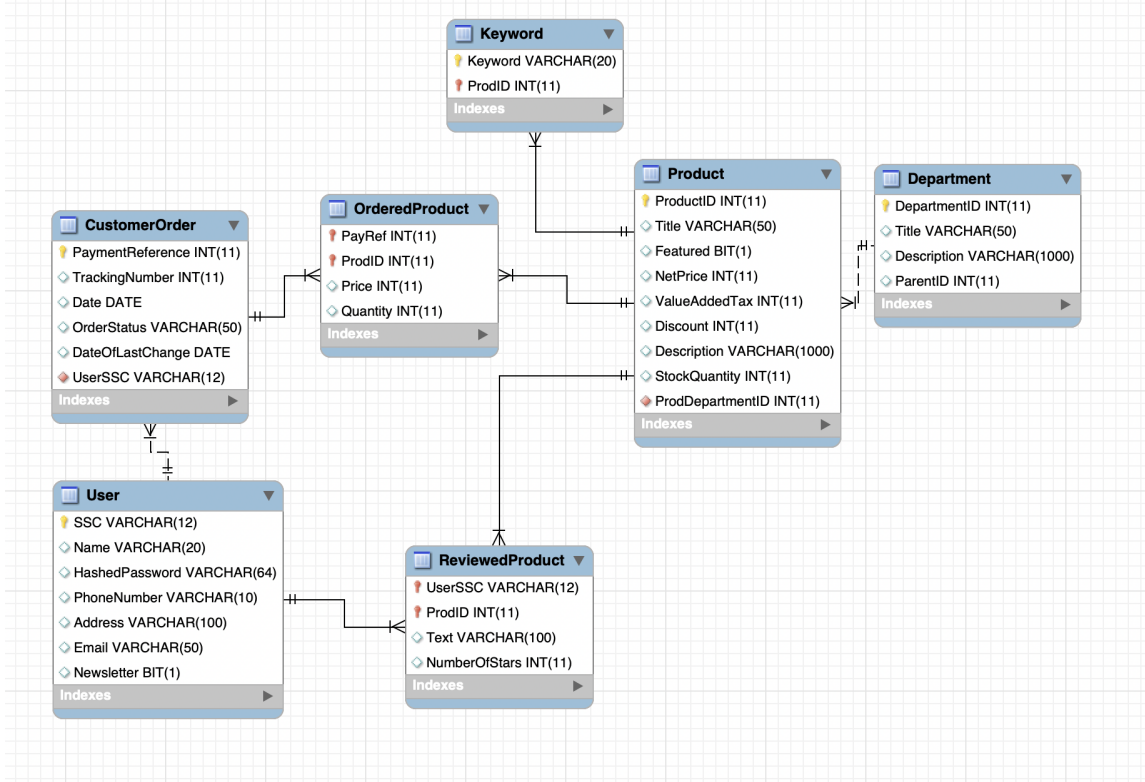 Keyword
Keyword VARCHAR(20)
ProdID INT(11)
Indexes
Product
ProductID INT(11)
Title VARCHAR(50)
Featured BIT(1)
NetPrice INT(11)
ValueAddedTax INT(11)
Discount INT(11)
Description VARCHAR(1000)
StockQuantity INT(11)
ProdDepartmentID INT(11)
Indexes
Department
DepartmentID INT(11)
Title VARCHAR(50)
Description VARCHAR(1000)
ParentID INT(11)
Indexes
OrderedProduct
PayRef INT(11)
ProdID INT(11)
Price INT(11)
Quantity INT(11)
Indexes
CustomerOrder
PaymentReference INT(11)
TrackingNumber INT(11)
Date DATE
OrderStatus VARCHAR(50)
DateOfLastChange DATE
UserSSC VARCHAR(12)
Indexes
User
SSC VARCHAR(12)
Name VARCHAR(20)
HashedPassword VARCHAR(64)
PhoneNumber VARCHAR(10)
Address VARCHAR(100)
Email VARCHAR(50)
Newsletter BIT(1)
Indexes
ReviewedProduct
UserSSC VARCHAR(12)
ProdID INT(11)
Text VARCHAR(100)
NumberOfStars INT(11)
Indexes